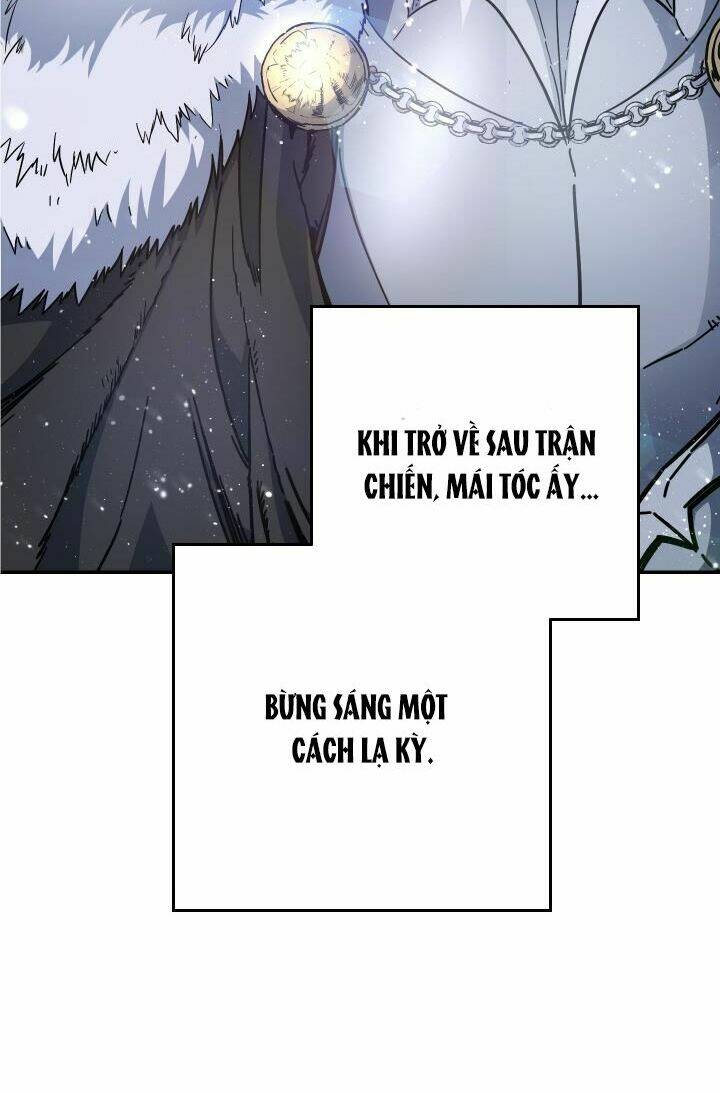 KHI TRỞ VỀ SAU TRẬN
CHIẾN, MÁI TÓC ẤY...
BỪNG SÁNG MỘT
CÁCH LẠ KỲ.